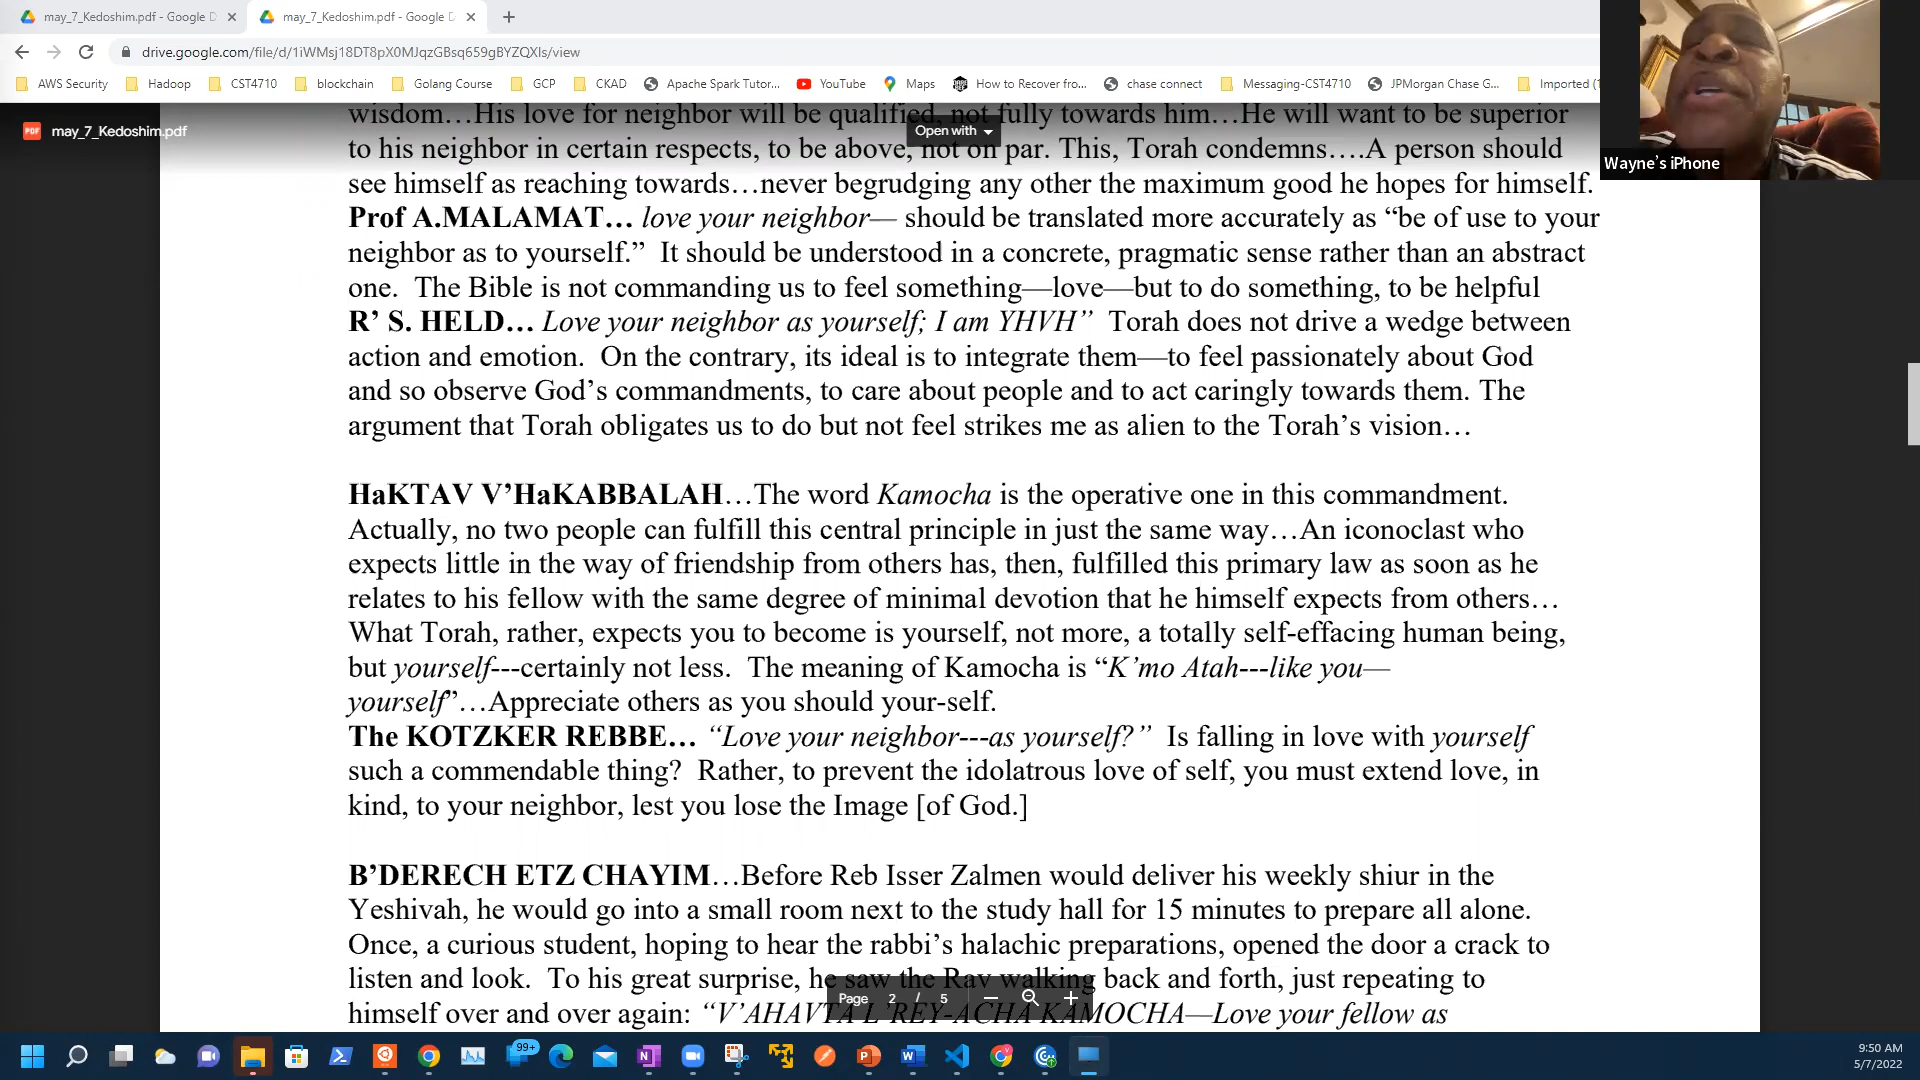 may_7_Kedoshim.pdf - Google D
may_7_Kedoshim.pdf - Google D
drive.google.com/file/d/1iWMsj18DT8pX0MJqzGBsq659gBYZQXls/view
AWS Security
Hadoop
CST4710
blockchain
Golang Course
GCP
CKAD
Apache Spark Tutor...
YouTube
Maps
How to Recover fro...
chase connect
Messaging-CST4710
JPMorgan Chase G...
Imported (1
Wayne's iPhone
PDF
may_7_Kedoshim.pdf
Open with
wisdom…His love for neighbor will be qualified, not fully towards him…He will want to be superior
to his neighbor in certain respects, to be above, not on par. This, Torah condemns….A person should
see himself as reaching towards…never begrudging any other the maximum good he hopes for himself.
Prof A.MALAMAT… love your neighbor— should be translated more accurately as “be of use to your
neighbor as to yourself.” It should be understood in a concrete, pragmatic sense rather than an abstract
one. The Bible is not commanding us to feel something—love—but to do something, to be helpful
R’ S. HELD… Love your neighbor as yourself; I am YHVH” Torah does not drive a wedge between
action and emotion. On the contrary, its ideal is to integrate them—to feel passionately about God
and so observe God’s commandments, to care about people and to act caringly towards them. The
argument that Torah obligates us to do but not feel strikes me as alien to the Torah’s vision…
HaKTAV V’HaKABBALAH…The word Kamocha is the operative one in this commandment.
Actually, no two people can fulfill this central principle in just the same way…An iconoclast who
expects little in the way of friendship from others has, then, fulfilled this primary law as soon as he
relates to his fellow with the same degree of minimal devotion that he himself expects from others…
What Torah, rather, expects you to become is yourself, not more, a totally self-effacing human being,
but yourself---certainly not less. The meaning of Kamocha is “K’mo Atah---like you—
yourself”…Appreciate others as you should your-self.
The KOTZKER REBBE… “Love your neighbor---as yourself?” Is falling in love with yourself
such a commendable thing? Rather, to prevent the idolatrous love of self, you must extend love, in
kind, to your neighbor, lest you lose the Image [of God.]
B’DERECH ETZ CHAYIM…Before Reb Isser Zalmen would deliver his weekly shiur in the
Yeshivah, he would go into a small room next to the study hall for 15 minutes to prepare all alone.
Once, a curious student, hoping to hear the rabbi’s halachic preparations, opened the door a crack to
listen and look. To his great surprise, he saw the Rav walking back and forth, just repeating to
himself over and over again: “V’AHAVTA L’REY-ACHA KAMOCHA—Love your fellow as
Page 2 / 5
99+
9:50 AM
5/7/2022